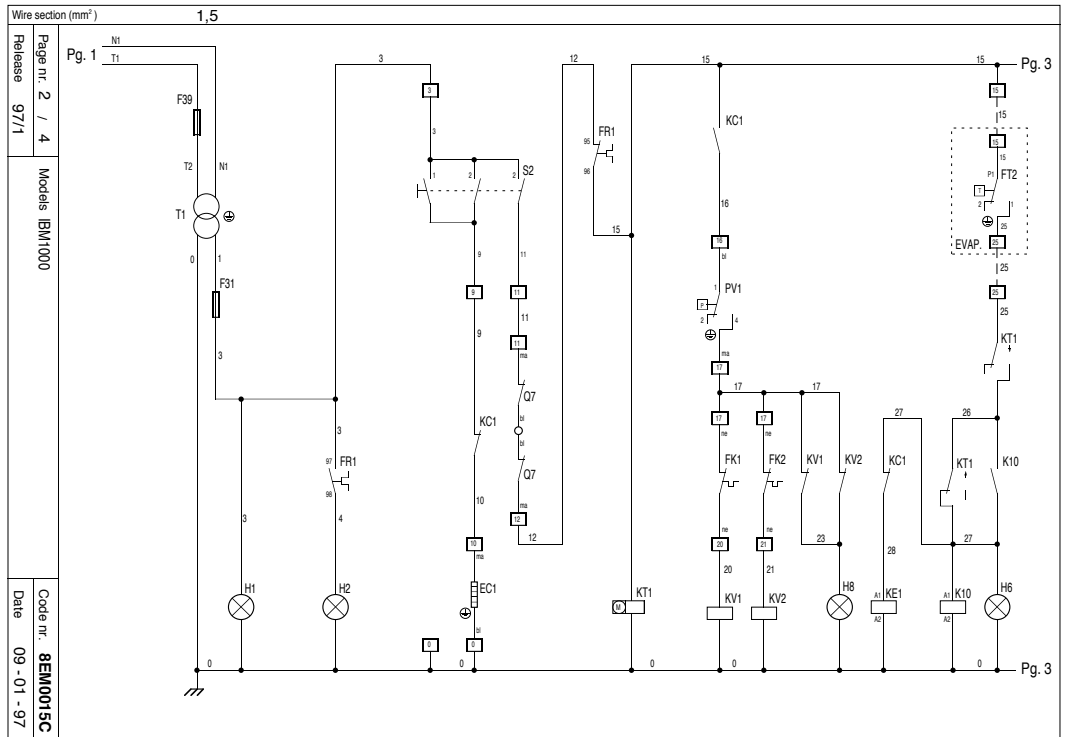 Wire section (mm²) 1,5
Page nr. 2 / 4
Release 97/1
Models IBM1000
Code nr. 8EM0015C
Date 09 - 01 - 97
Pg. 1
N1
T1
F39
T2 N1
T1
0 1
F31
3
3
3
3
3
FR1
97
98
4
H1
H2
0
3
3
1 2 2 S2
9 11
9 11
9 11
11
ma
Q7
bl
bl
Q7
ma
12
12
KC1
10
10
ma
EC1
bl
0 0
0
12
95 FR1
96
15
KT1
M
0
15
KC1
16
16
bl
1 PV1
P
2 4
ma
17
17 17
17 17
ne ne
FK1 FK2 KV1 KV2
ne ne
20 21
20 21
23
KV1 KV2 H8
0
15
Pg. 3
15
15
15
15
P1 FT2
T
2 1
25
EVAP. 25
25
25
25
KT1
27 26
KC1 KT1 K10
27
28
A1 KE1
A2
A1 K10
A2
H6
0
Pg. 3